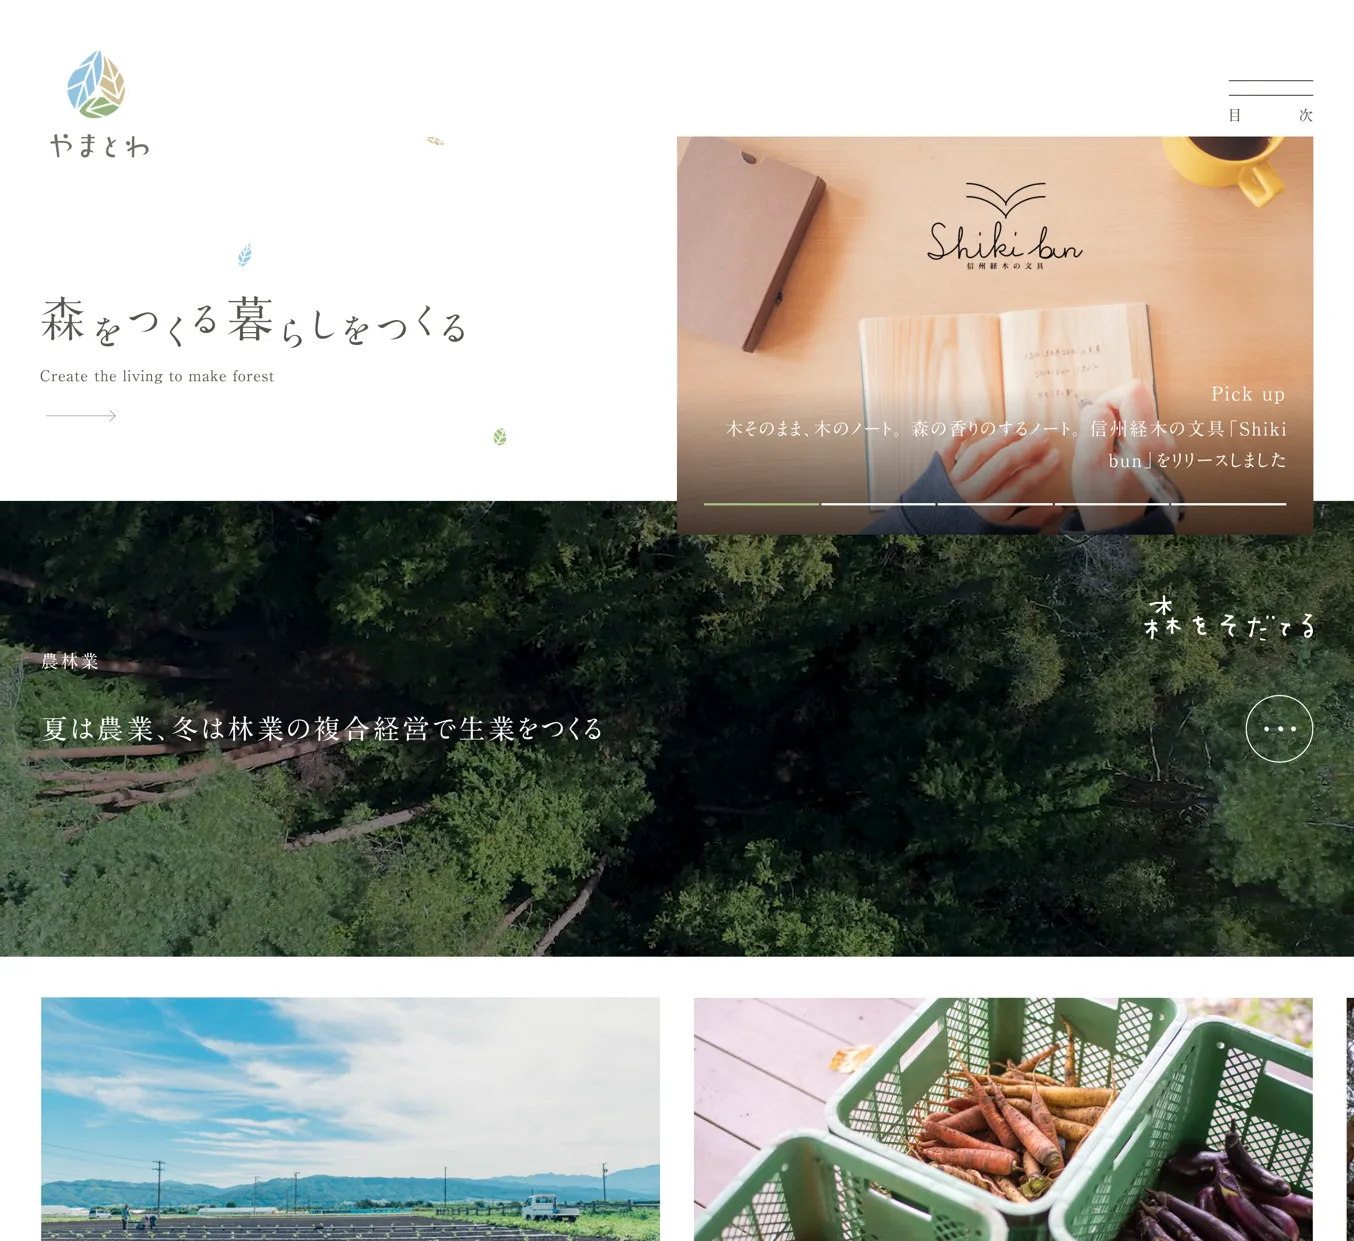 やまとわ
目次
森をつくる暮らしをつくる
Create the living to make forest
Shikibun
信州経木の文具
Pick up
木そのまま、木のノート。森の香りのするノート。信州経木の文具「Shiki
bun」をリリースしました
森をそだてる
農林業
夏は農業、冬は林業の複合経営で生業をつくる